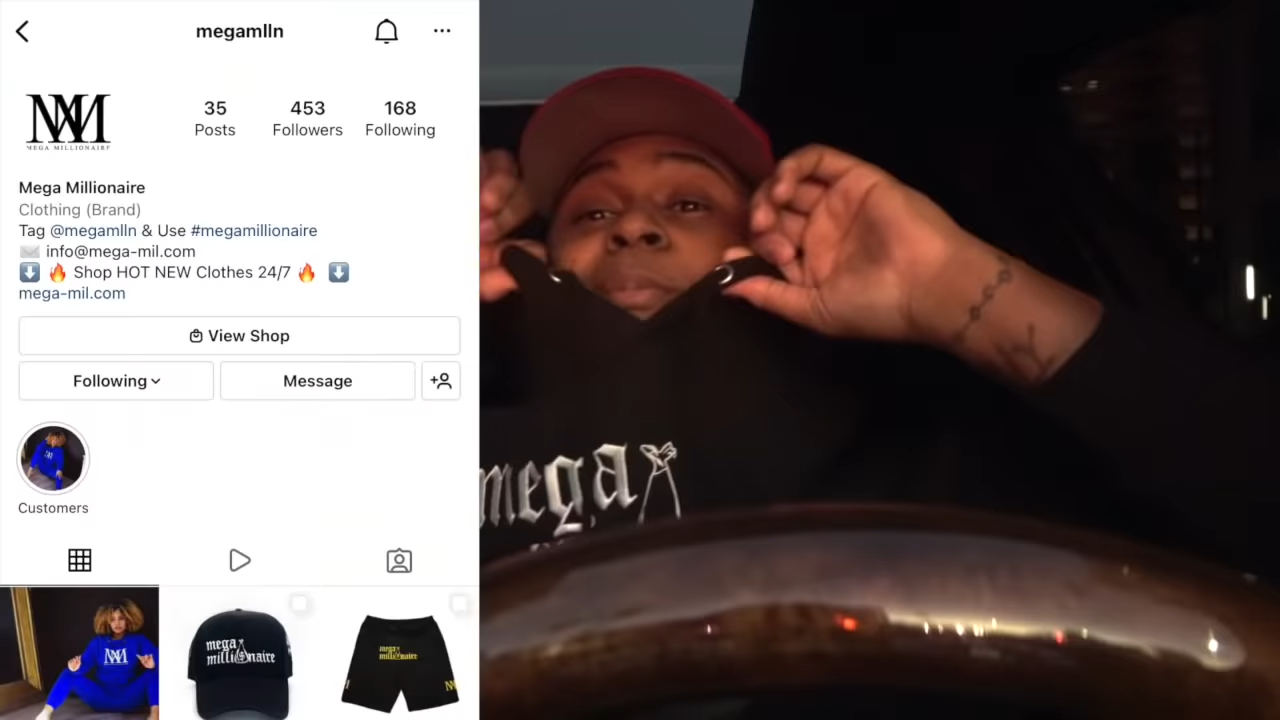 megamlln
MM
MEGA MILLIONAIRE
35
Posts
453
Followers
168
Following
Mega Millionaire
Clothing (Brand)
Tag @megamlln & Use #megamillionaire
info@mega-mil.com
Shop HOT NEW Clothes 24/7
mega-mil.com
View Shop
Following
Message
Customers
mega
mega
millionaire
mega
millionaire